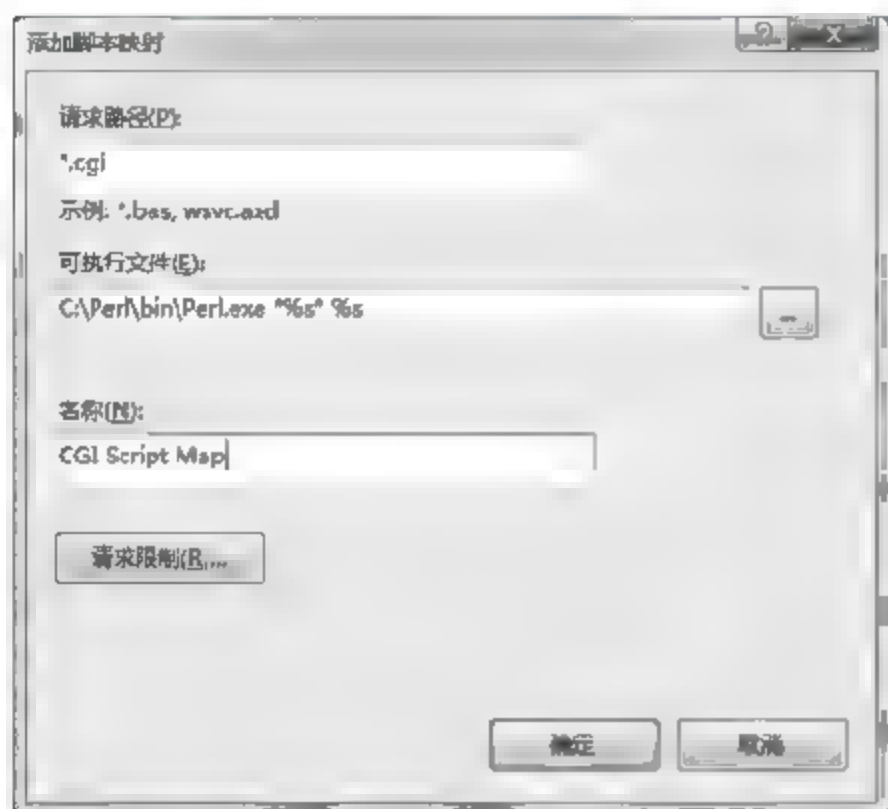 添加脚本映射
请求路径(P):
*.cgi
示例: *.bas, wsvc.axd
可执行文件(E):
C:\Perl\bin\Perl.exe "%s" %s
...
名称(N):
CGI Script Map
请求限制(R)...
确定
取消